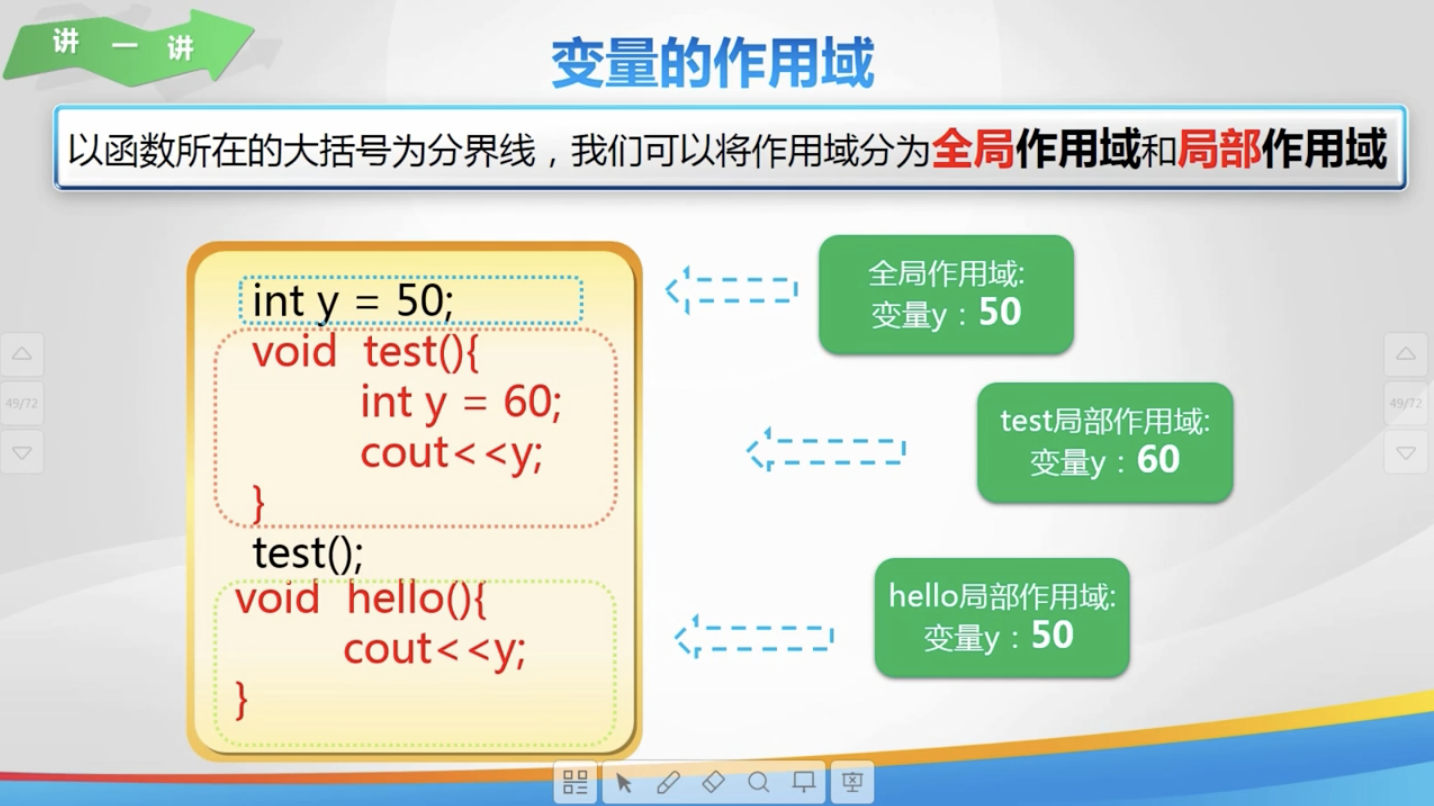 讲一讲
变量的作用域
以函数所在的大括号为分界线，我们可以将作用域分为全局作用域和局部作用域
int y = 50;
void test(){
int y = 60;
cout<<y;
}
test();
void hello(){
cout<<y;
}
全局作用域:
变量y：50
test局部作用域:
变量y：60
hello局部作用域:
变量y：50
49/72
49/72